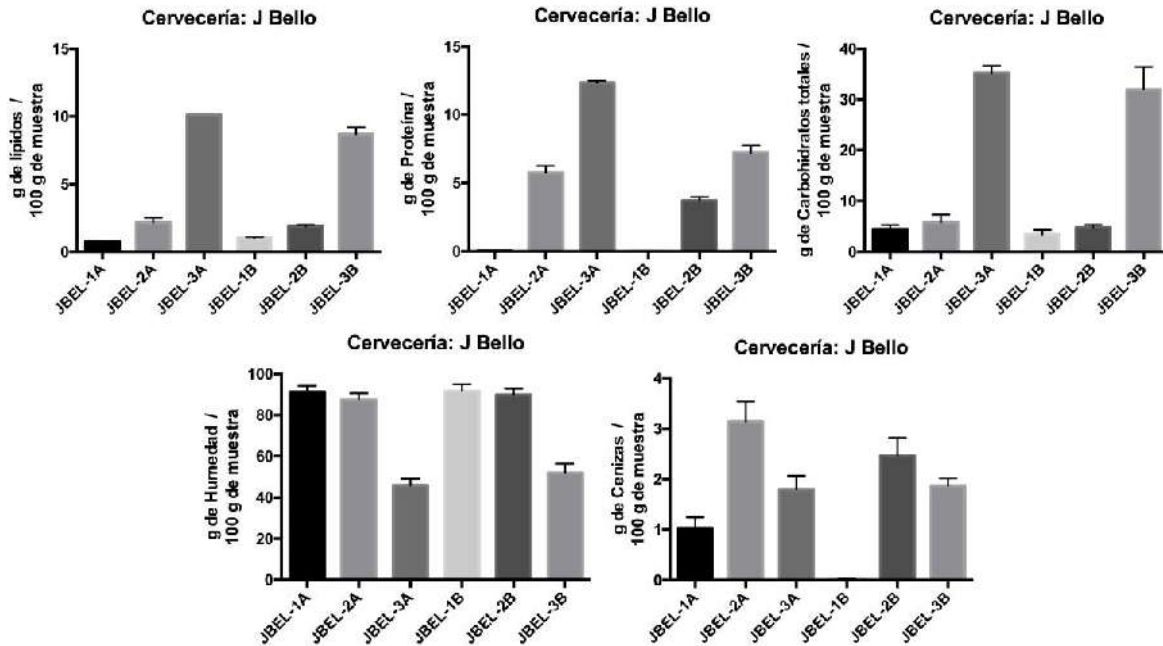 Cervecería: J Bello
g de lípidos /
100 g de muestra
15
10
5
0
JBEL-1A
JBEL-2A
JBEL-3A
JBEL-1B
JBEL-2B
JBEL-3B
Cervecería: J Bello
g de Proteína /
100 g de muestra
15
10
5
0
JBEL-1A
JBEL-2A
JBEL-3A
JBEL-1B
JBEL-2B
JBEL-3B
Cervecería: J Bello
g de Carbohidratos totales /
100 g de muestra
40
30
20
10
0
JBEL-1A
JBEL-2A
JBEL-3A
JBEL-1B
JBEL-2B
JBEL-3B
Cervecería: J Bello
g de Humedad /
100 g de muestra
100
80
60
40
20
0
JBEL-1A
JBEL-2A
JBEL-3A
JBEL-1B
JBEL-2B
JBEL-3B
Cervecería: J Bello
g de Cenizas /
100 g de muestra
4
3
2
1
0
JBEL-1A
JBEL-2A
JBEL-3A
JBEL-1B
JBEL-2B
JBEL-3B